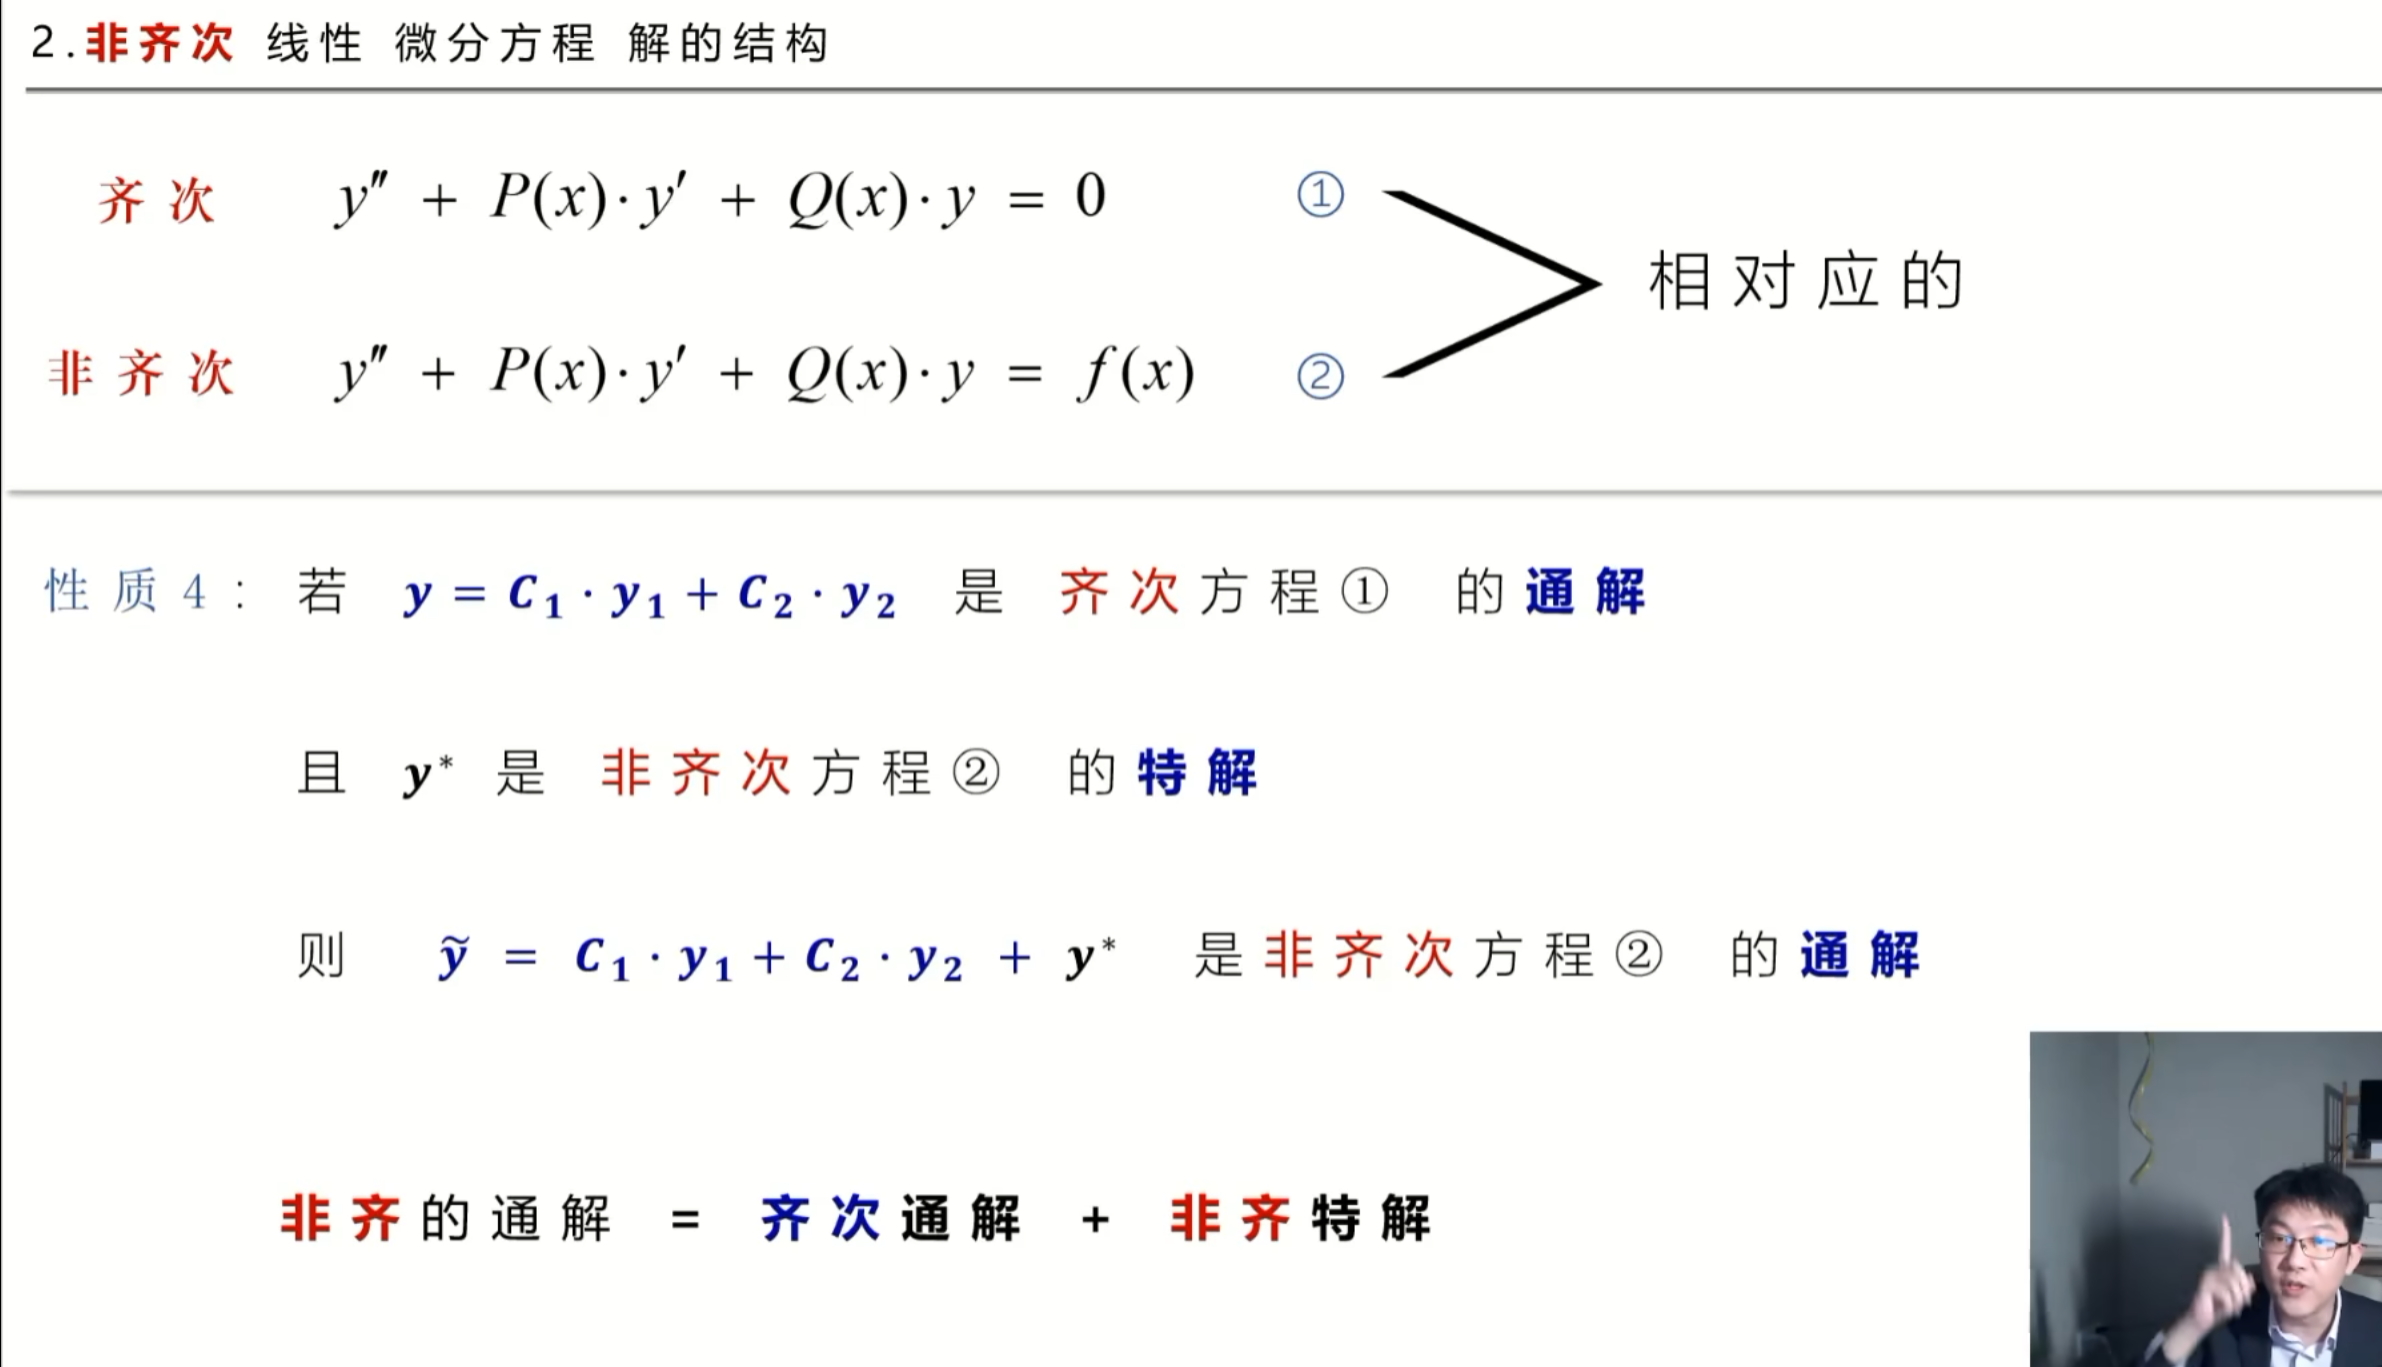 2.非齐次 线性 微分方程 解的结构
齐次 y″ + P(x)·y′ + Q(x)·y = 0 ①
相对应的
非齐次 y″ + P(x)·y′ + Q(x)·y = f(x) ②
性质4: 若 y = C₁·y₁ + C₂·y₂ 是 齐次方程① 的通解
且 y* 是 非齐次方程② 的特解
则 ỹ = C₁·y₁ + C₂·y₂ + y* 是非齐次方程② 的通解
非齐的通解 = 齐次通解 + 非齐特解